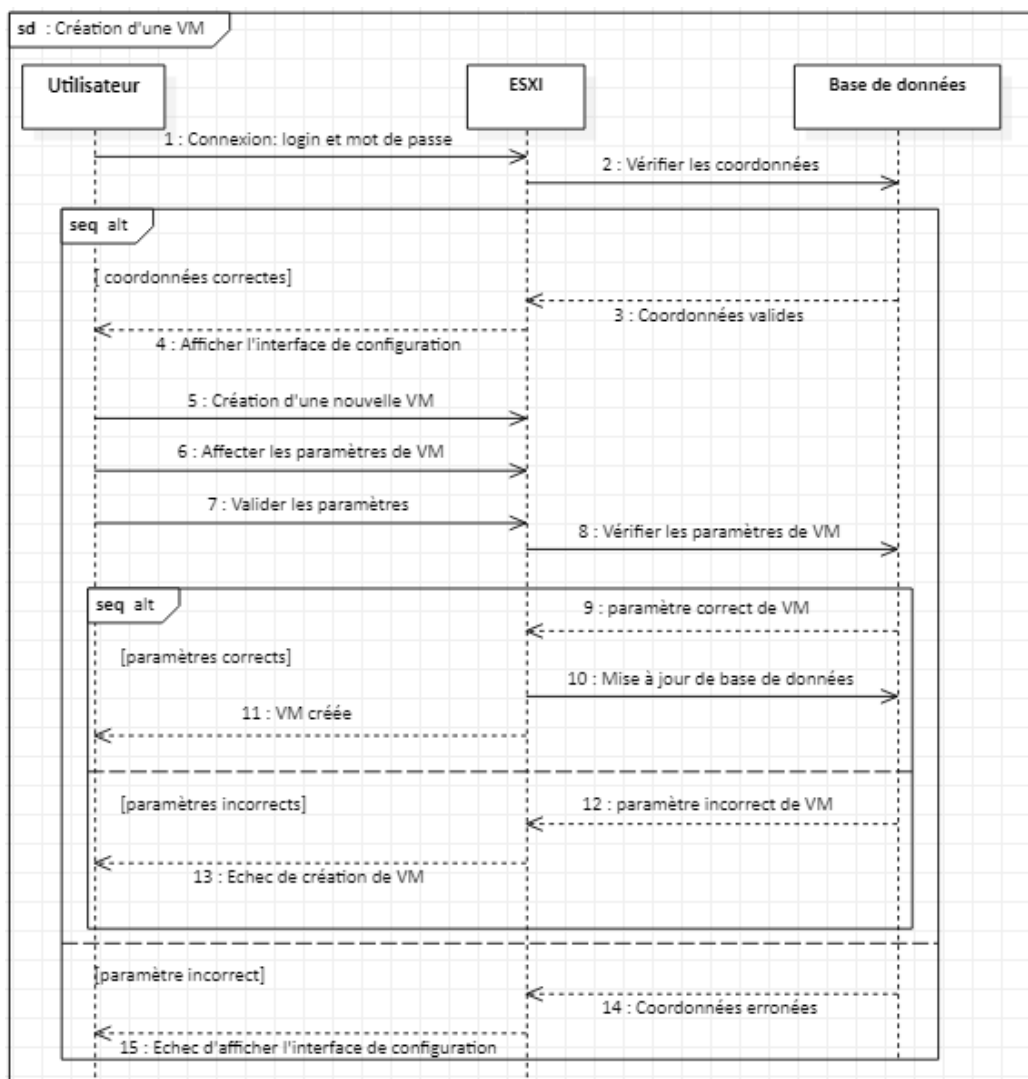 sd : Création d'une VM
Utilisateur
ESXI
Base de données
1 : Connexion: login et mot de passe
2 : Vérifier les coordonnées
seq alt
[ coordonnées correctes]
3 : Coordonnées valides
4 : Afficher l'interface de configuration
5 : Création d'une nouvelle VM
6 : Affecter les paramètres de VM
7 : Valider les paramètres
8 : Vérifier les paramètres de VM
seq alt
9 : paramètre correct de VM
[paramètres corrects]
10 : Mise à jour de base de données
11 : VM créée
[paramètres incorrects]
12 : paramètre incorrect de VM
13 : Echec de création de VM
[paramètre incorrect]
14 : Coordonnées erronées
15 : Echec d'afficher l'interface de configuration